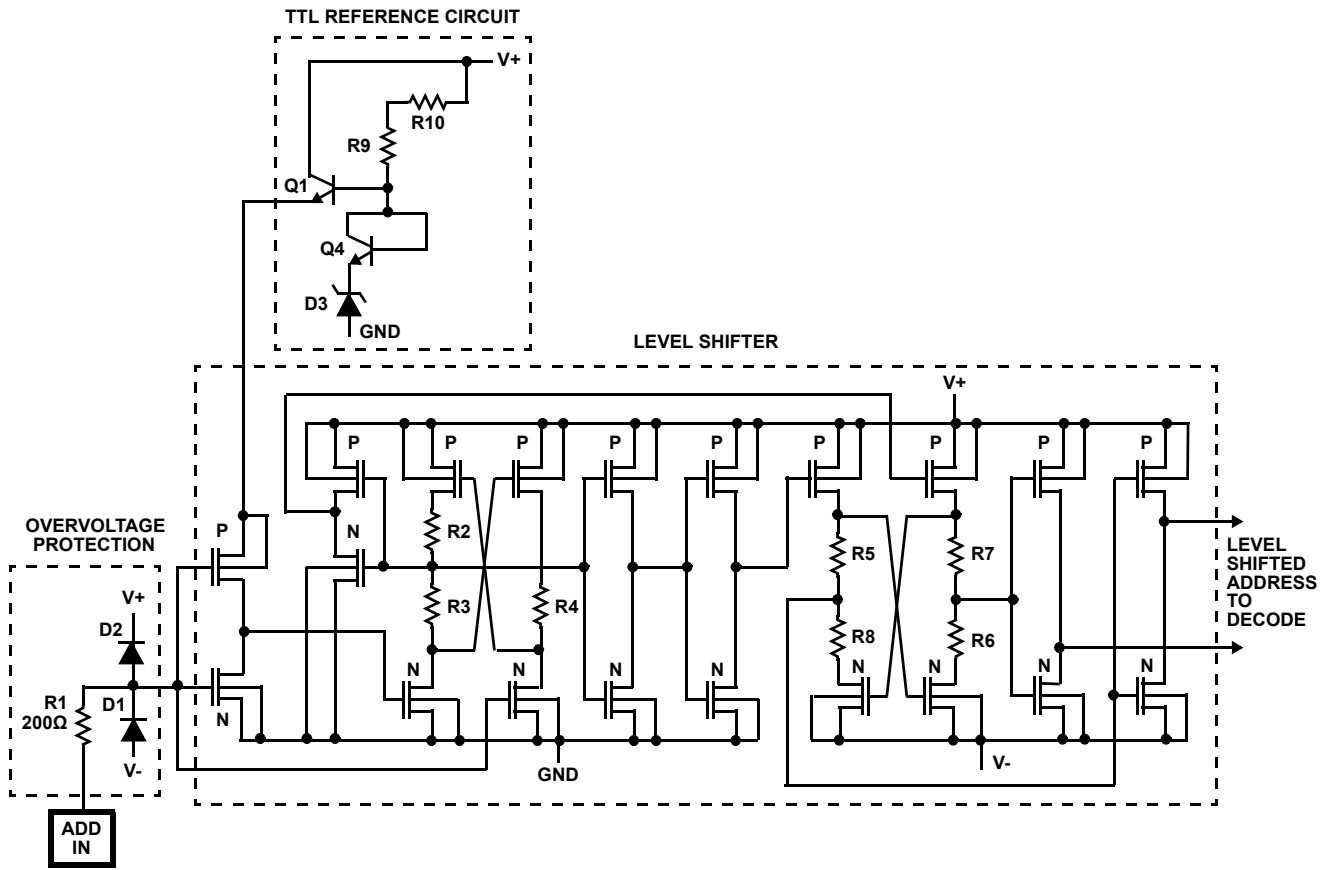 TTL REFERENCE CIRCUIT
V+
R10
R9
Q1
Q4
D3
GND
LEVEL SHIFTER
V+
P
P
P
P
P
P
P
P
P
OVERVOLTAGE
PROTECTION
P
N
R2
R3
R4
R5
R7
R8
R6
LEVEL
SHIFTED
ADDRESS
TO
DECODE
V+
D2
R1
200Ω
D1
V-
N
N
N
N
N
N
N
N
N
GND
V-
ADD
IN